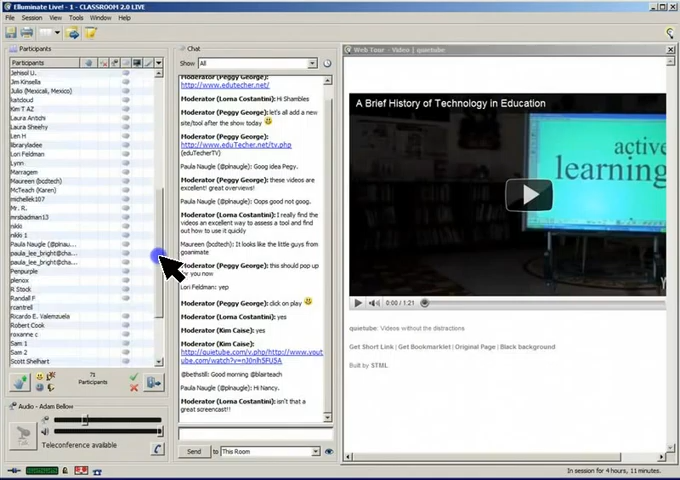 Elluminate Live! - 1 - CLASSROOM 2.0 LIVE
File Session View Tools Window Help
Participants
Participants
Jehisol U.
Jim Kinsella
Julio (Mexicali, Mexico)
katcloud
Kim T AZ
Laura Antichi
Laura Sheehy
Len H
libraryladee
Lori Feldman
Lynn
Marragem
Maureen (bcdtech)
McTeach (Karen)
michellek107
Mr. R.
mrsbadman13
nikki
nikki 1
Paula Naugle (@plnau...
paula_lee_bright@cha...
paula_lee_bright@cha...
Penpurple
plenox
R Stock
Randall F
rcantrell
Ricardo E. Valenzuela
Robert Cook
roxanne c
Sam 1
Sam 2
Scott Shelhart
71
Participants
Audio - Adam Bellow
Teleconference available
Chat
Show All
Moderator (Peggy George):
http://www.edutecher.net/
Moderator (Lorna Costantini): Hi Shambles
Moderator (Peggy George): let's all add a new
site/tool after the show today
Moderator (Peggy George):
http://www.eduTecher.net/tv.php
(eduTecherTV)
Paula Naugle (@plnaugle): Goog idea Pegy.
Moderator (Peggy George): these videos are
excellent! great overviews!
Paula Naugle (@plnaugle): Oops good not goog.
Moderator (Lorna Costantini): I really find the
videos an excellent way to assess a tool and find
out how to use it quickly
Maureen (bcdtech): It looks like the little guys from
goanimate
Moderator (Peggy George): this should pop up
for you now
Lori Feldman: yep
Moderator (Peggy George): click on play
Moderator (Lorna Costantini): yes
Moderator (Kim Caise): yes
Moderator (Kim Caise):
http://quietube.com/v.php/http://www.yout
ube.com/watch?v=nJ0nlh5FU5A
@bethstill: Good morning @blairteach
Paula Naugle (@plnaugle): Hi Nancy.
Moderator (Lorna Costantini): isn't that a
great screencast!!
Send to This Room
Web Tour - Video | quietube
A Brief History of Technology in Education
active
learning
0:00 / 1:21
quietube: Videos without the distractions
Get Short Link | Get Bookmarklet | Original Page | Black background
Built by STML
In session for 4 hours, 11 minutes.